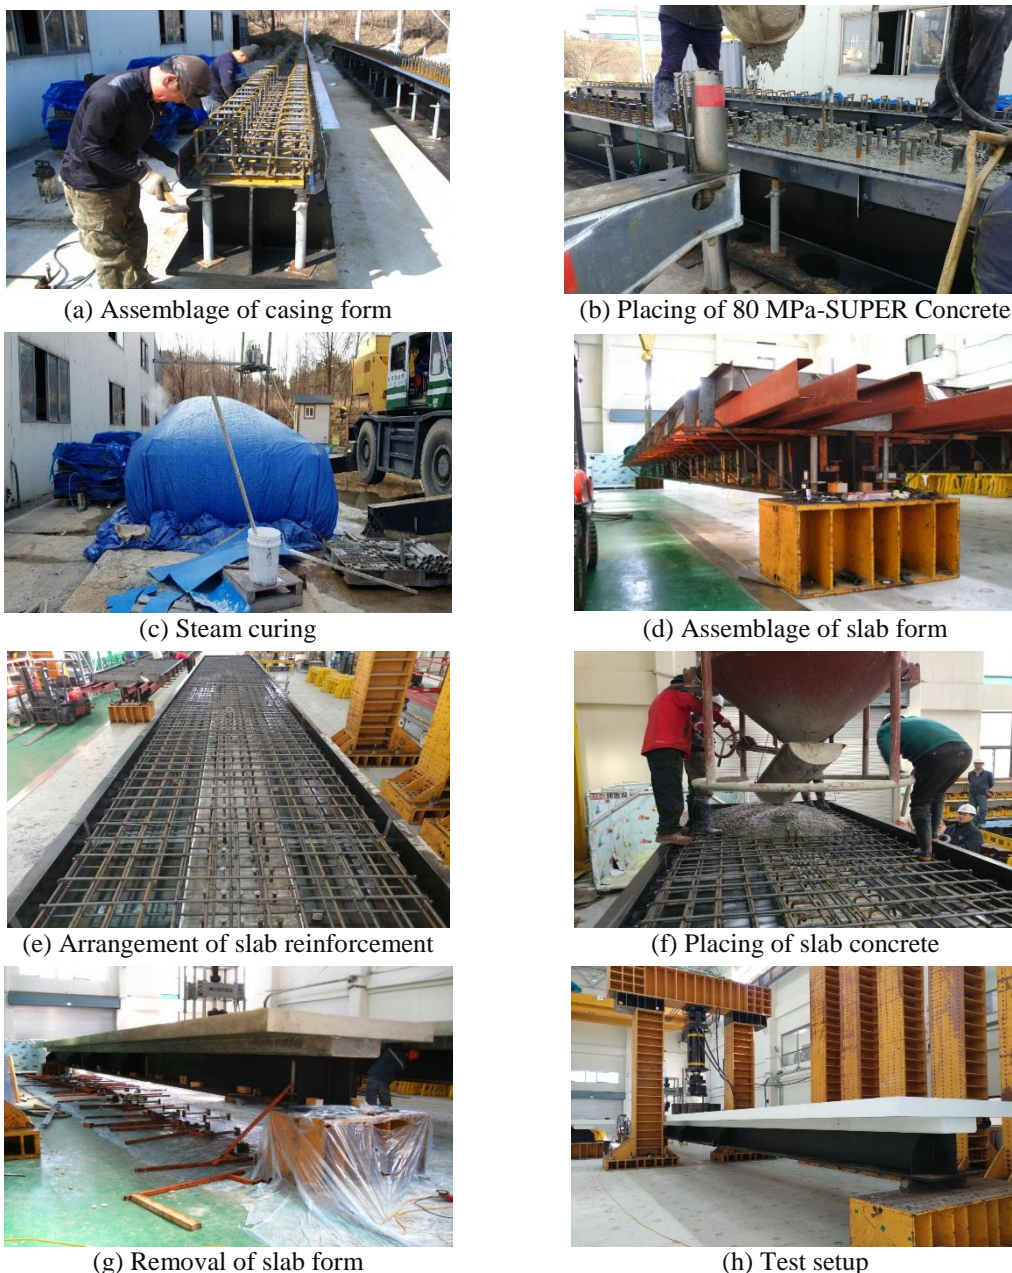 (a) Assemblage of casing form
(b) Placing of 80 MPa-SUPER Concrete
(c) Steam curing
(d) Assemblage of slab form
(e) Arrangement of slab reinforcement
(f) Placing of slab concrete
(g) Removal of slab form
(h) Test setup